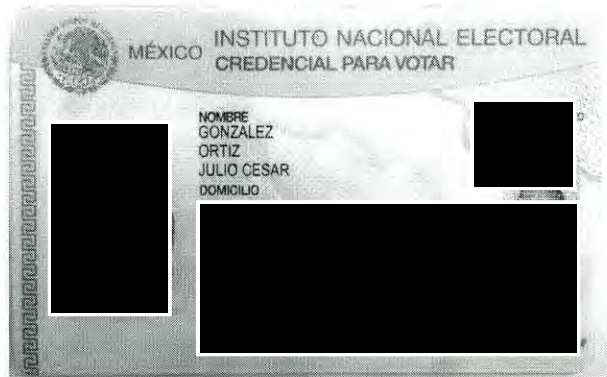 MÉXICO
INSTITUTO NACIONAL ELECTORAL
CREDENCIAL PARA VOTAR
NOMBRE
GONZALEZ
ORTIZ
JULIO CESAR
DOMICILIO